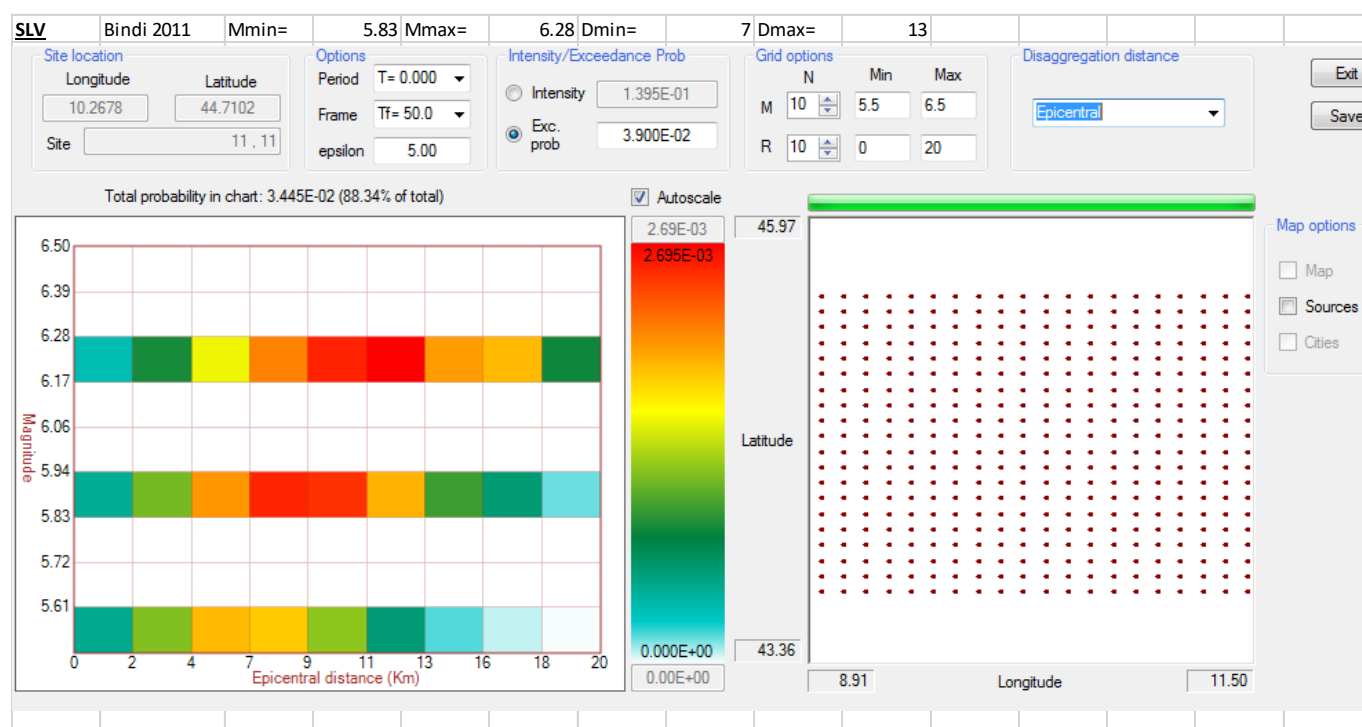 SLV Bindi 2011 Mmin= 5.83 Mmax= 6.28 Dmin= 7 Dmax= 13
Site location Options Intensity/Exceedance Prob Grid options Disaggregation distance
Longitude Latitude
10.2678 44.7102
Site 11 , 11
Period T= 0.000
Frame Tf= 50.0
epsilon 5.00
Intensity 1.395E-01
Exc. prob 3.900E-02
N Min Max
M 10 5.5 6.5
R 10 0 20
Epicentral
Exit
Save
Total probability in chart: 3.445E-02 (88.34% of total)
Autoscale
2.69E-03
2.695E-03
0.000E+00
0.00E+00
6.50
6.39
6.28
6.17
6.06
5.94
5.83
5.72
5.61
Magnitude
0 2 4 7 9 11 13 16 18 20
Epicentral distance (Km)
45.97
Latitude
43.36
8.91 Longitude 11.50
Map options
Map
Sources
Cities